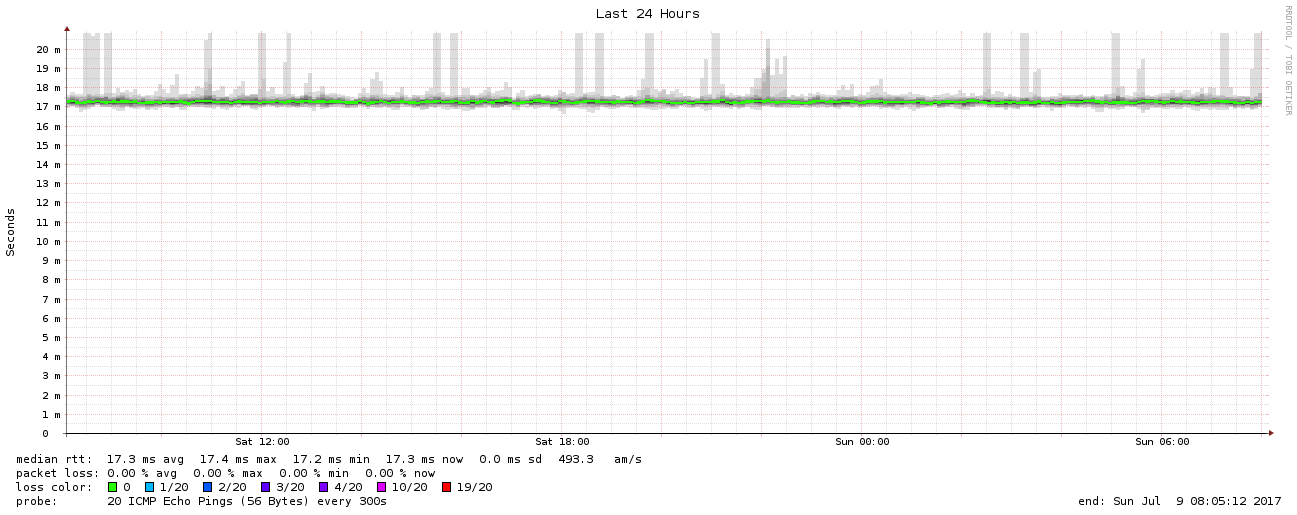 Last 24 Hours
RRDTOOL / TOBI OETIKER
Seconds
20 m
19 m
18 m
17 m
16 m
15 m
14 m
13 m
12 m
11 m
10 m
9 m
8 m
7 m
6 m
5 m
4 m
3 m
2 m
1 m
0
Sat 12:00 Sat 18:00 Sun 00:00 Sun 06:00
median rtt: 17.3 ms avg 17.4 ms max 17.2 ms min 17.3 ms now 0.0 ms sd 493.3 am/s
packet loss: 0.00 % avg 0.00 % max 0.00 % min 0.00 % now
loss color: 0 1/20 2/20 3/20 4/20 10/20 19/20
probe: 20 ICMP Echo Pings (56 Bytes) every 300s end: Sun Jul 9 08:05:12 2017